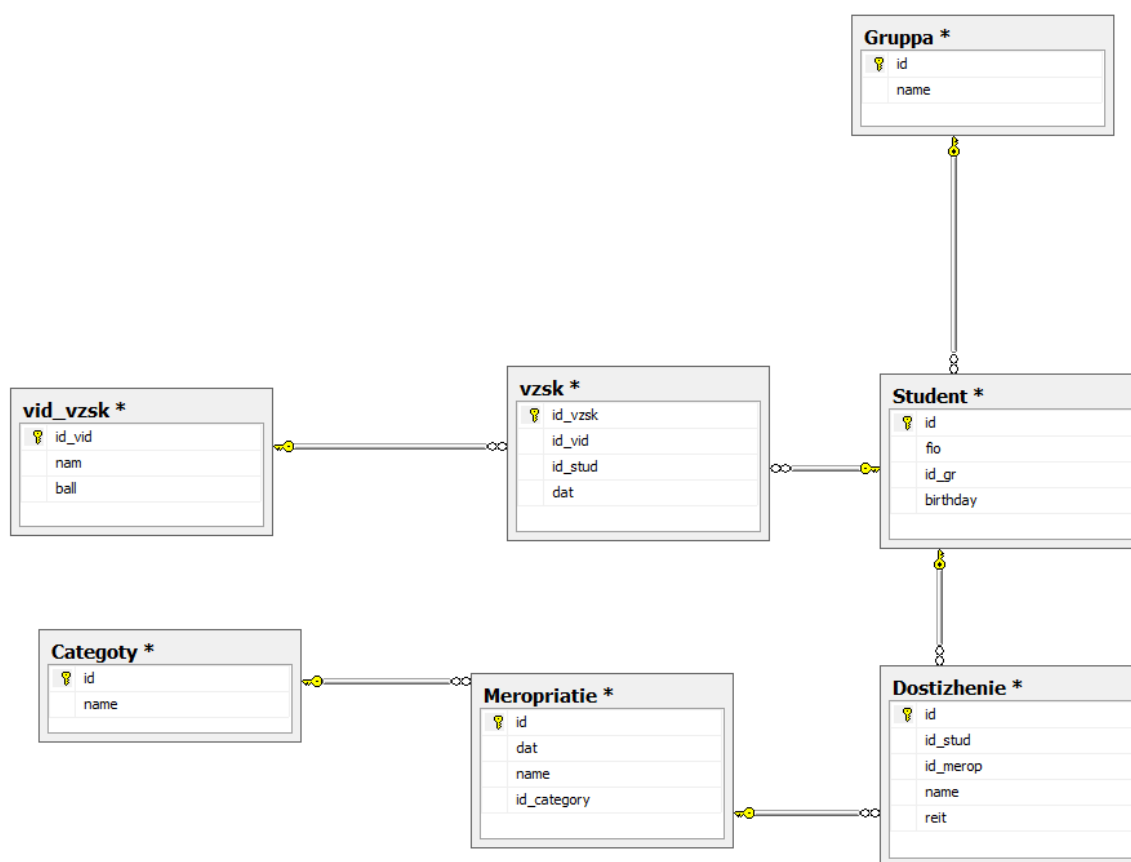 Gruppa *
id
name
vid_vzsk *
id_vid
nam
ball
vzsk *
id_vzsk
id_vid
id_stud
dat
Student *
id
fio
id_gr
birthday
Categoty *
id
name
Meropriatie *
id
dat
name
id_category
Dostizhenie *
id
id_stud
id_merop
name
reit